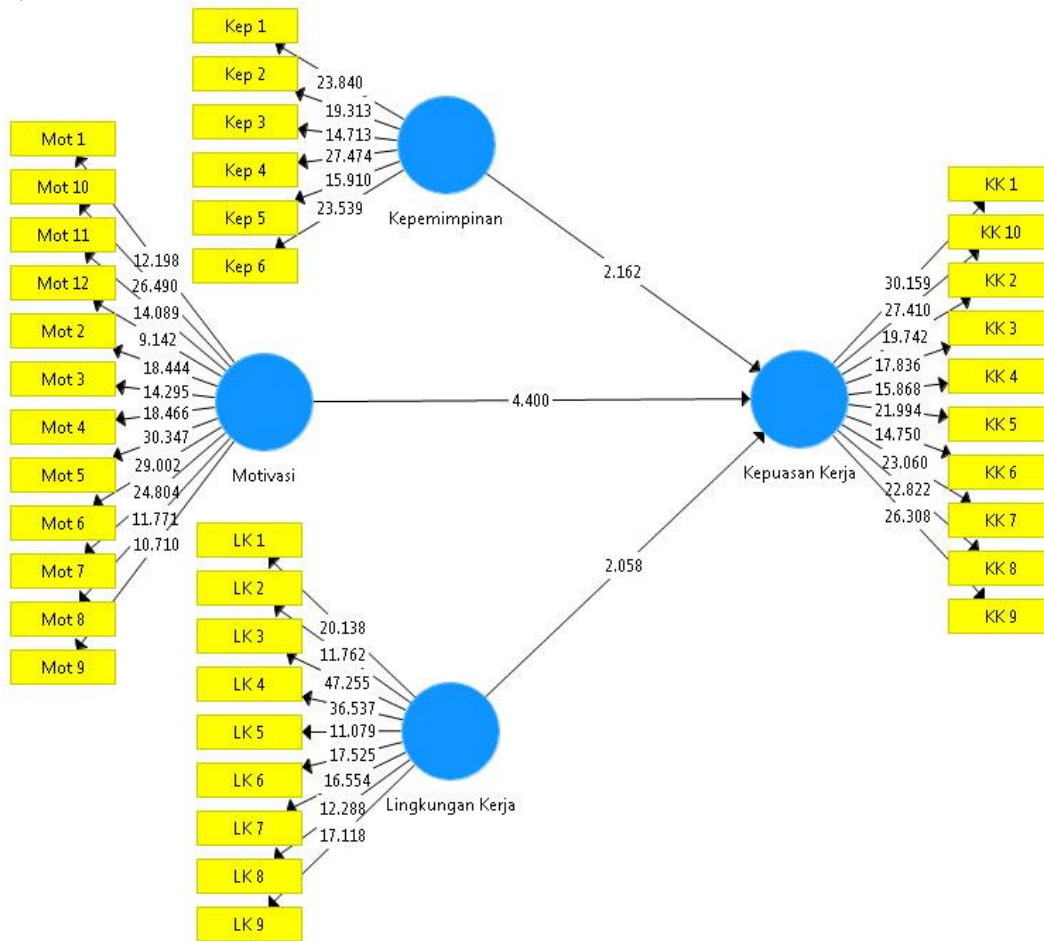 Kep 1
Kep 2
Kep 3
Kep 4
Kep 5
Kep 6
23.840
19.313
14.713
27.474
15.910
23.539
Kepemimpinan
Mot 1
Mot 10
Mot 11
Mot 12
Mot 2
Mot 3
Mot 4
Mot 5
Mot 6
Mot 7
Mot 8
Mot 9
12.198
26.490
14.089
9.142
18.444
14.295
18.466
30.347
29.002
24.804
11.771
10.710
Motivasi
LK 1
LK 2
LK 3
LK 4
LK 5
LK 6
LK 7
LK 8
LK 9
20.138
11.762
47.255
36.537
11.079
17.525
16.554
12.288
17.118
Lingkungan Kerja
2.162
4.400
2.058
Kepuasan Kerja
30.159
27.410
19.742
17.836
15.868
21.994
14.750
23.060
22.822
26.308
KK 1
KK 10
KK 2
KK 3
KK 4
KK 5
KK 6
KK 7
KK 8
KK 9